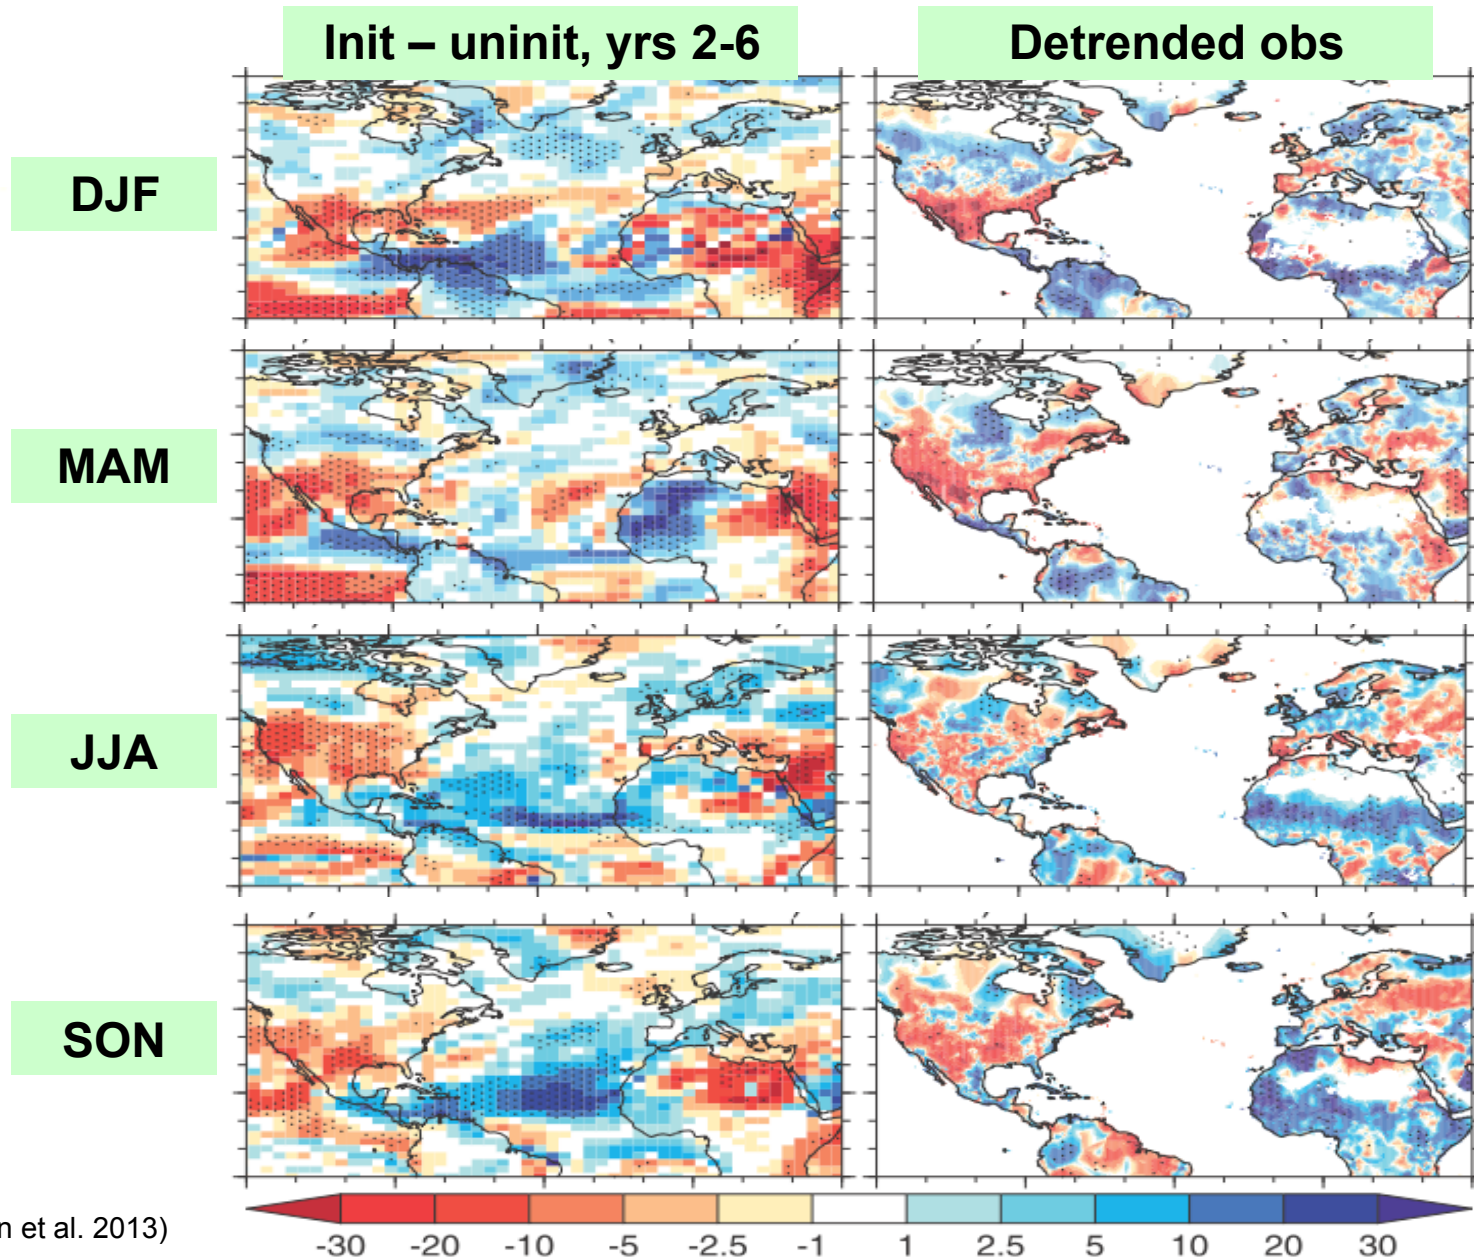 Init – uninit, yrs 2-6
Detrended obs
DJF
MAM
JJA
SON
et al. 2013)
-30 -20 -10 -5 -2.5 -1 1 2.5 5 10 20 30